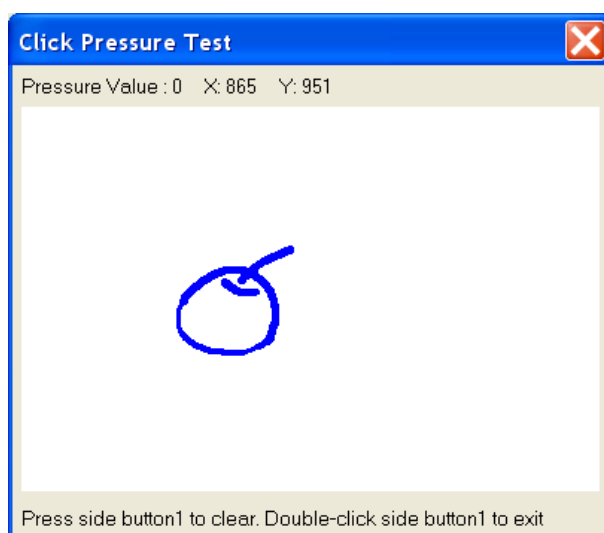 Click Pressure Test
Pressure Value : 0 X: 865 Y: 951
Press side button1 to clear. Double-click side button1 to exit